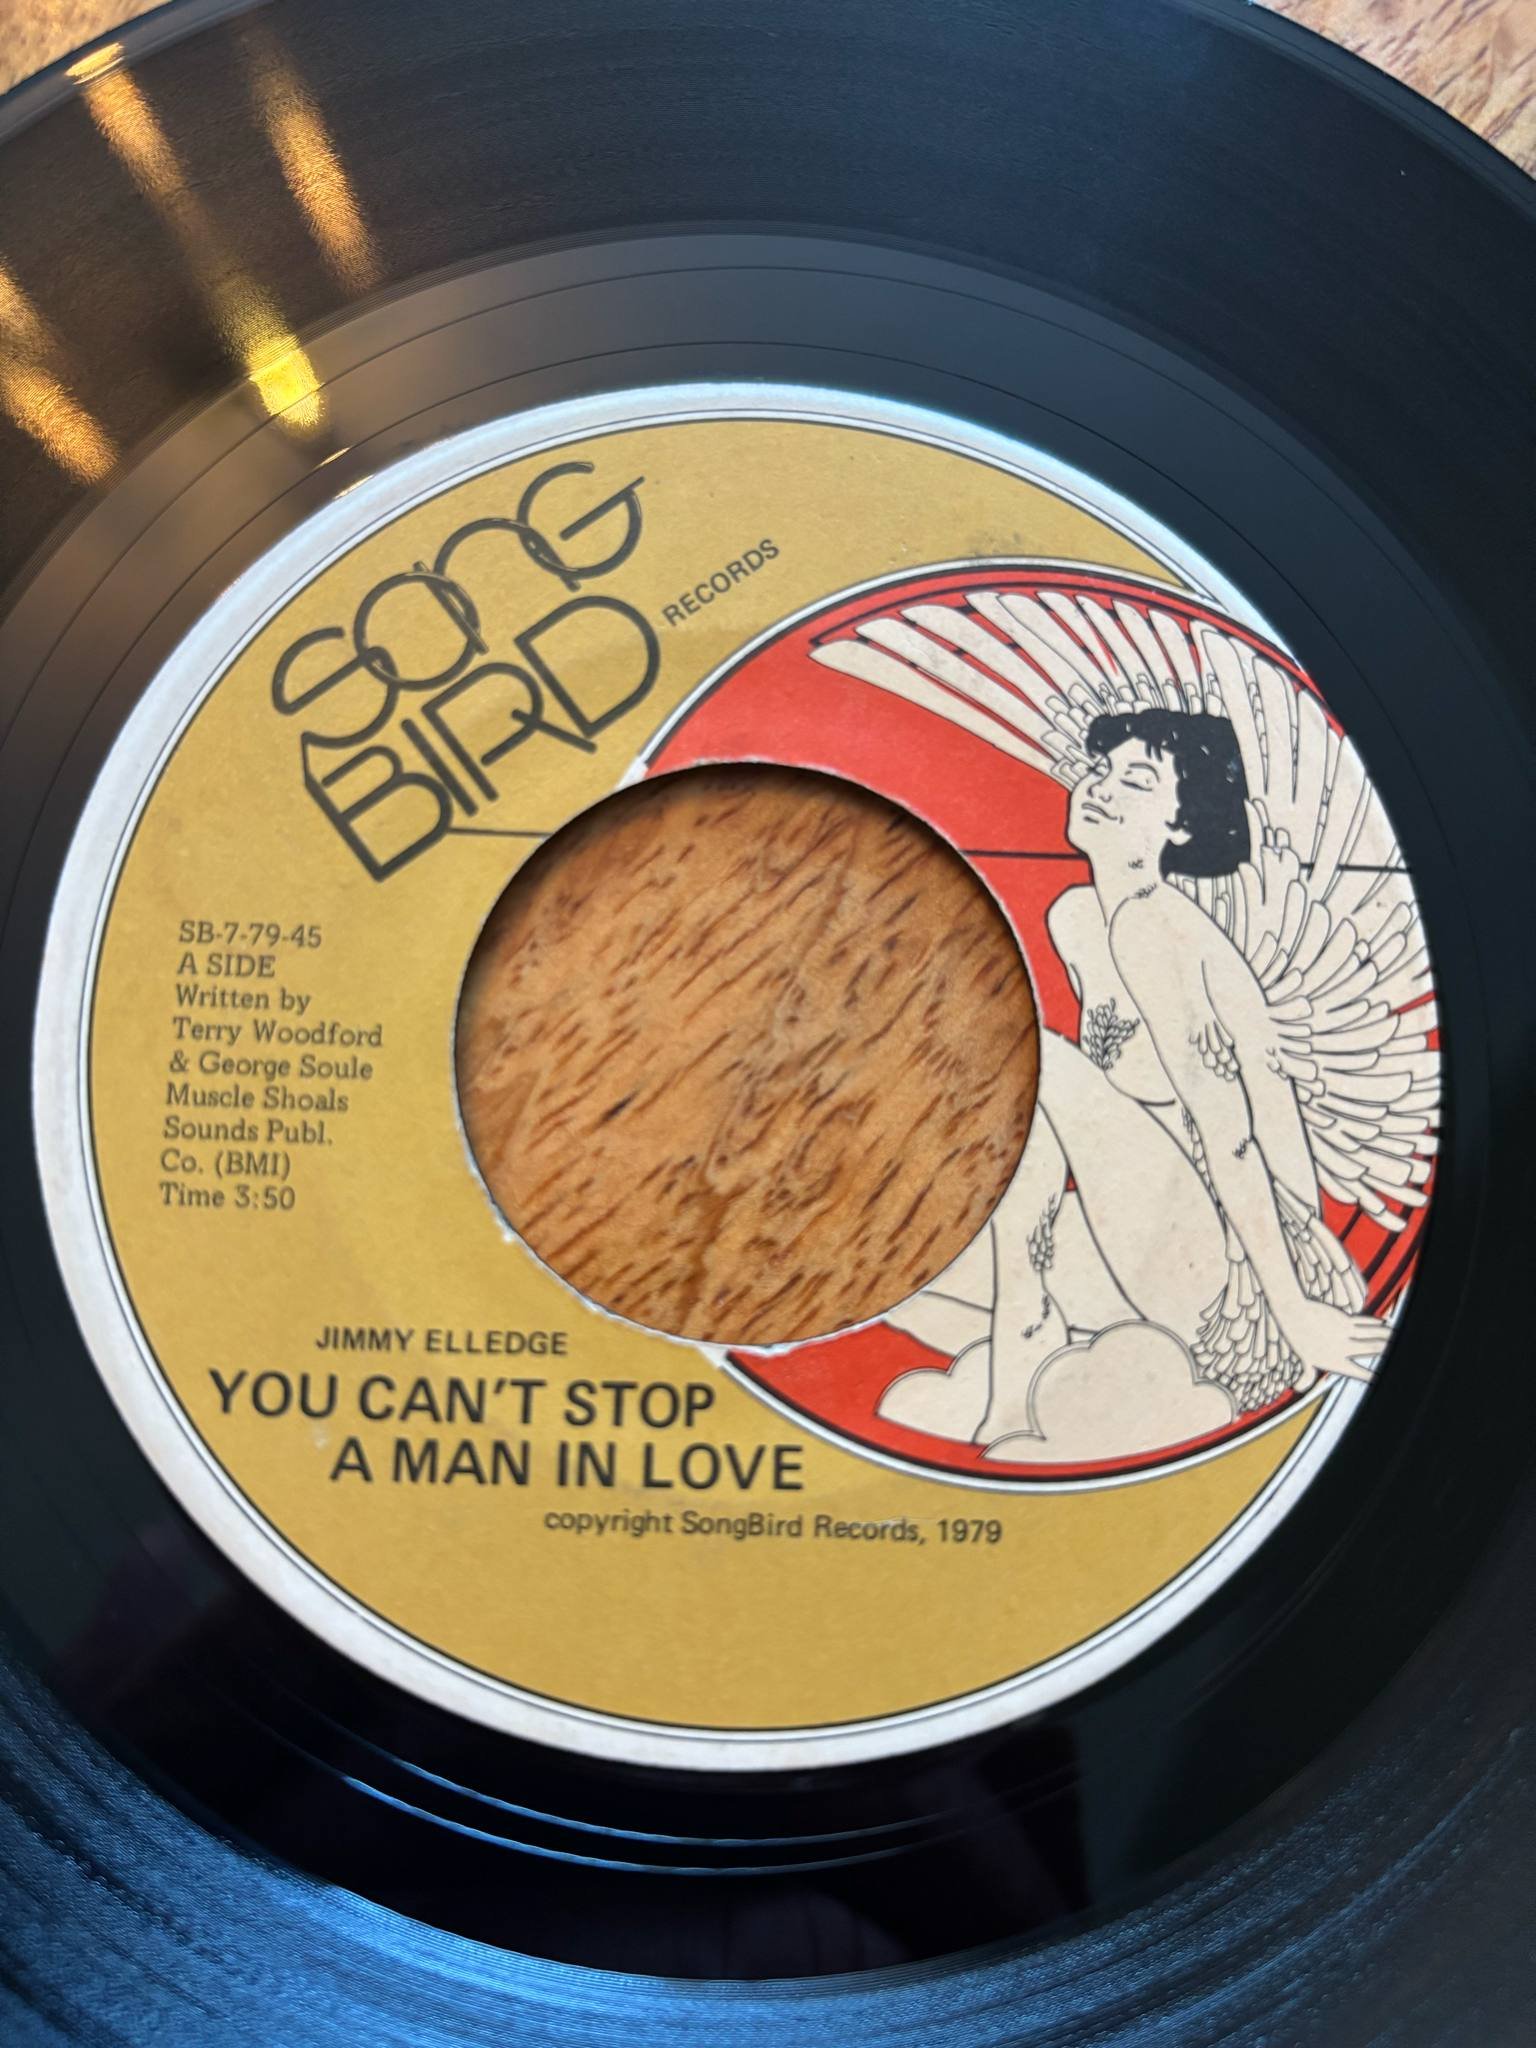 SonG
BIRD
RECORDS
SB-7-79-45
A SIDE
Written by
Terry Woodford
& George Soule
Muscle Shoals
Sounds Publ.
Co. (BMI)
Time 3:50
JIMMY ELLEDGE
YOU CAN'T STOP
A MAN IN LOVE
copyright SongBird Records, 1979